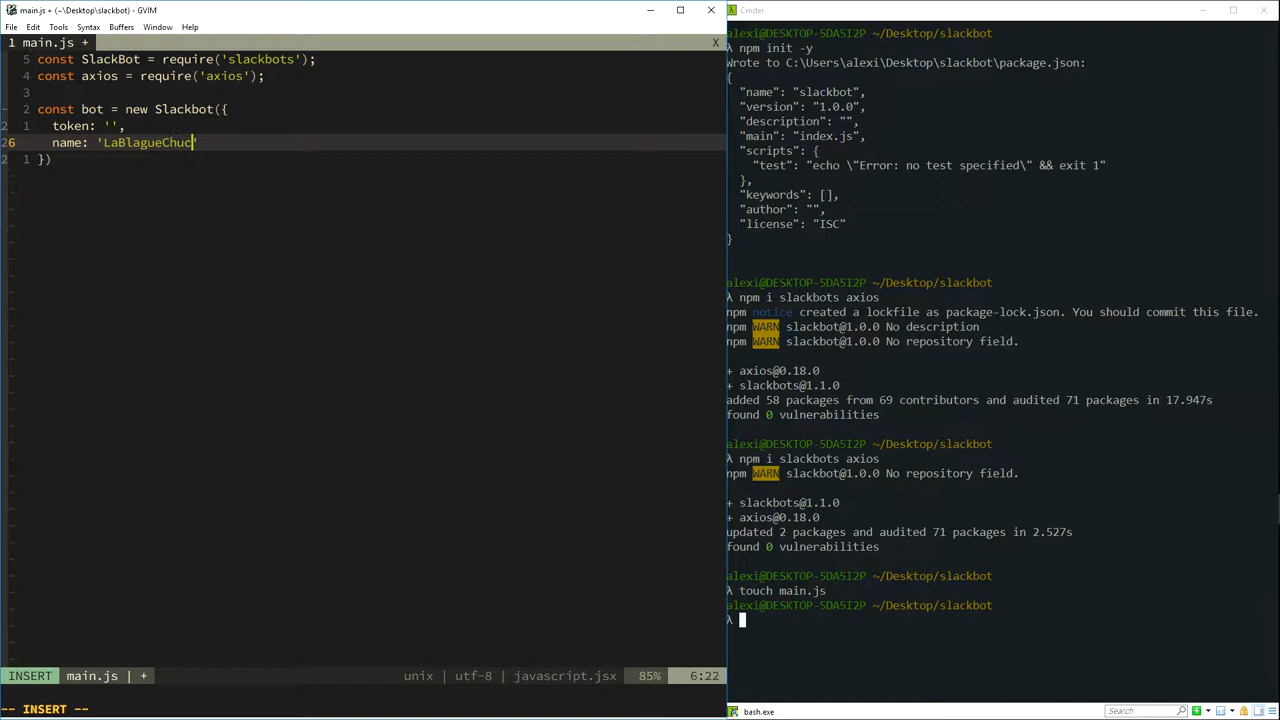 main.js + (~\Desktop\slackbot) - GVIM
File Edit Tools Syntax Buffers Window Help
1 main.js + X
5 const SlackBot = require('slackbots');
4 const axios = require('axios');
3
2 const bot = new Slackbot({
1 token: '',
6 name: 'LaBlagueChuc'
1 })
INSERT main.js | + unix | utf-8 | javascript.jsx 85% 6:22
-- INSERT --
Cmder
alexi@DESKTOP-5DA5I2P ~/Desktop/slackbot
λ npm init -y
Wrote to C:\Users\alexi\Desktop\slackbot\package.json:
{
"name": "slackbot",
"version": "1.0.0",
"description": "",
"main": "index.js",
"scripts": {
"test": "echo \"Error: no test specified\" && exit 1"
},
"keywords": [],
"author": "",
"license": "ISC"
}
alexi@DESKTOP-5DA5I2P ~/Desktop/slackbot
λ npm i slackbots axios
npm notice created a lockfile as package-lock.json. You should commit this file.
npm WARN slackbot@1.0.0 No description
npm WARN slackbot@1.0.0 No repository field.
+ axios@0.18.0
+ slackbots@1.1.0
added 58 packages from 69 contributors and audited 71 packages in 17.947s
found 0 vulnerabilities
alexi@DESKTOP-5DA5I2P ~/Desktop/slackbot
λ npm i slackbots axios
npm WARN slackbot@1.0.0 No repository field.
+ slackbots@1.1.0
+ axios@0.18.0
updated 2 packages and audited 71 packages in 2.527s
found 0 vulnerabilities
alexi@DESKTOP-5DA5I2P ~/Desktop/slackbot
λ touch main.js
alexi@DESKTOP-5DA5I2P ~/Desktop/slackbot
λ
bash.exe Search